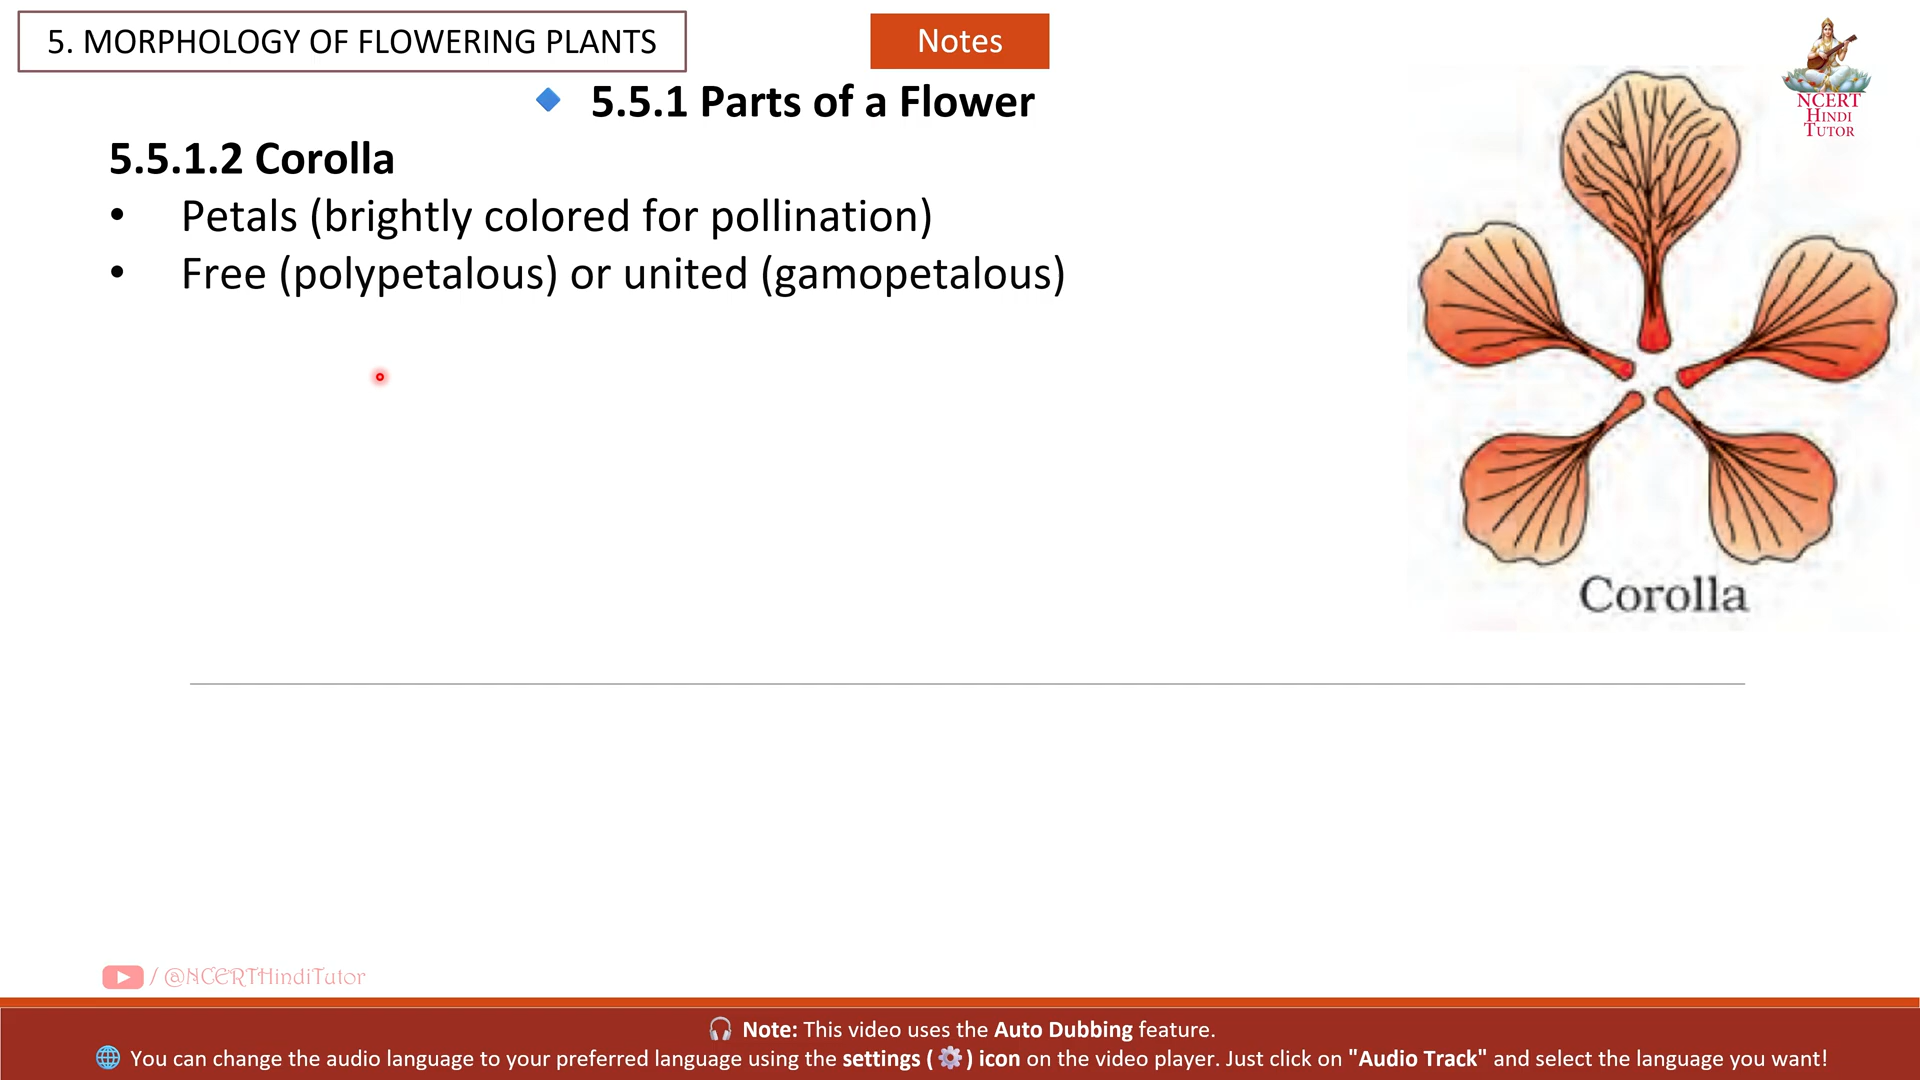 5. MORPHOLOGY OF FLOWERING PLANTS
Notes
NCERT
HINDI
TUTOR
5.5.1 Parts of a Flower
5.5.1.2 Corolla
• Petals (brightly colored for pollination)
• Free (polypetalous) or united (gamopetalous)
Corolla
/ @NCERTHindiTutor
Note: This video uses the Auto Dubbing feature.
You can change the audio language to your preferred language using the settings ( ) icon on the video player. Just click on "Audio Track" and select the language you want!